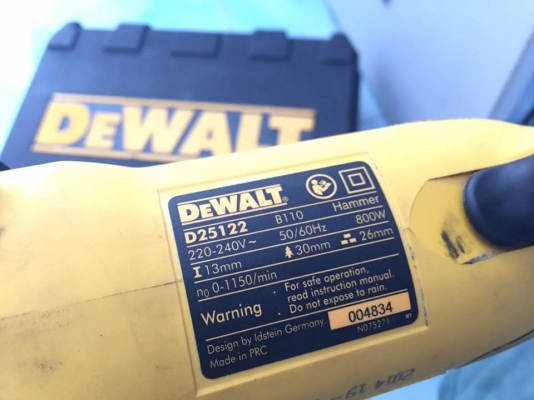 DEWALT
DEWALT
D25122 B110 Hammer
220-240V~ 50/60Hz 800W
13mm 30mm 26mm
n0 0-1150/min
Warning
· For safe operation,
read instruction manual.
· Do not expose to rain.
Design by Idstein Germany.
Made in PRC
004834
N075271
2014 19